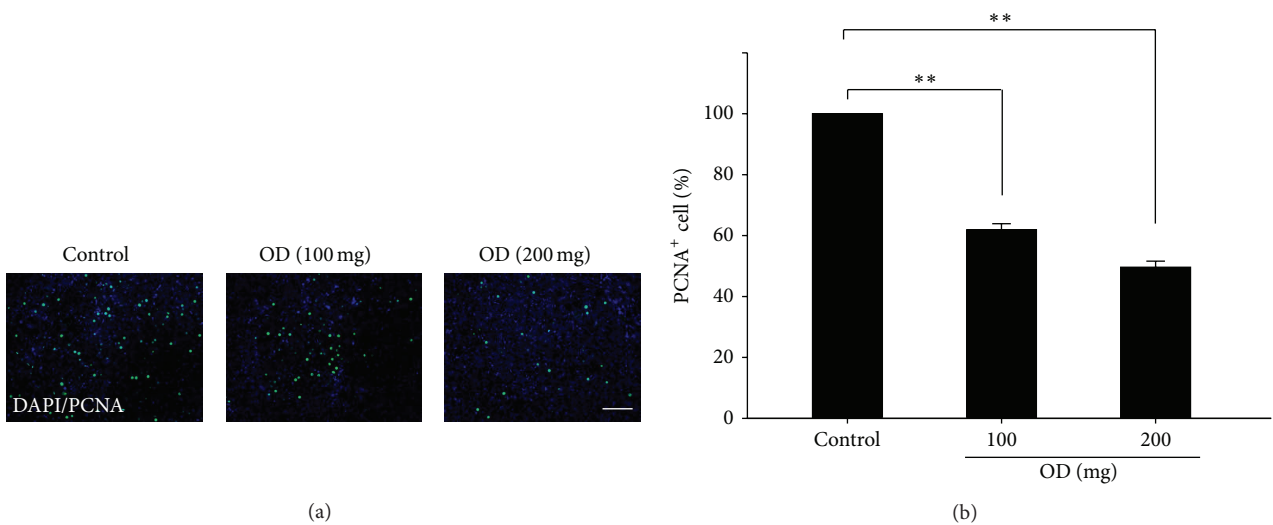 Control
OD (100 mg)
OD (200 mg)
DAPI/PCNA
(a)
**
**
PCNA⁺ cell (%)
100
80
60
40
20
0
Control
100
200
OD (mg)
(b)